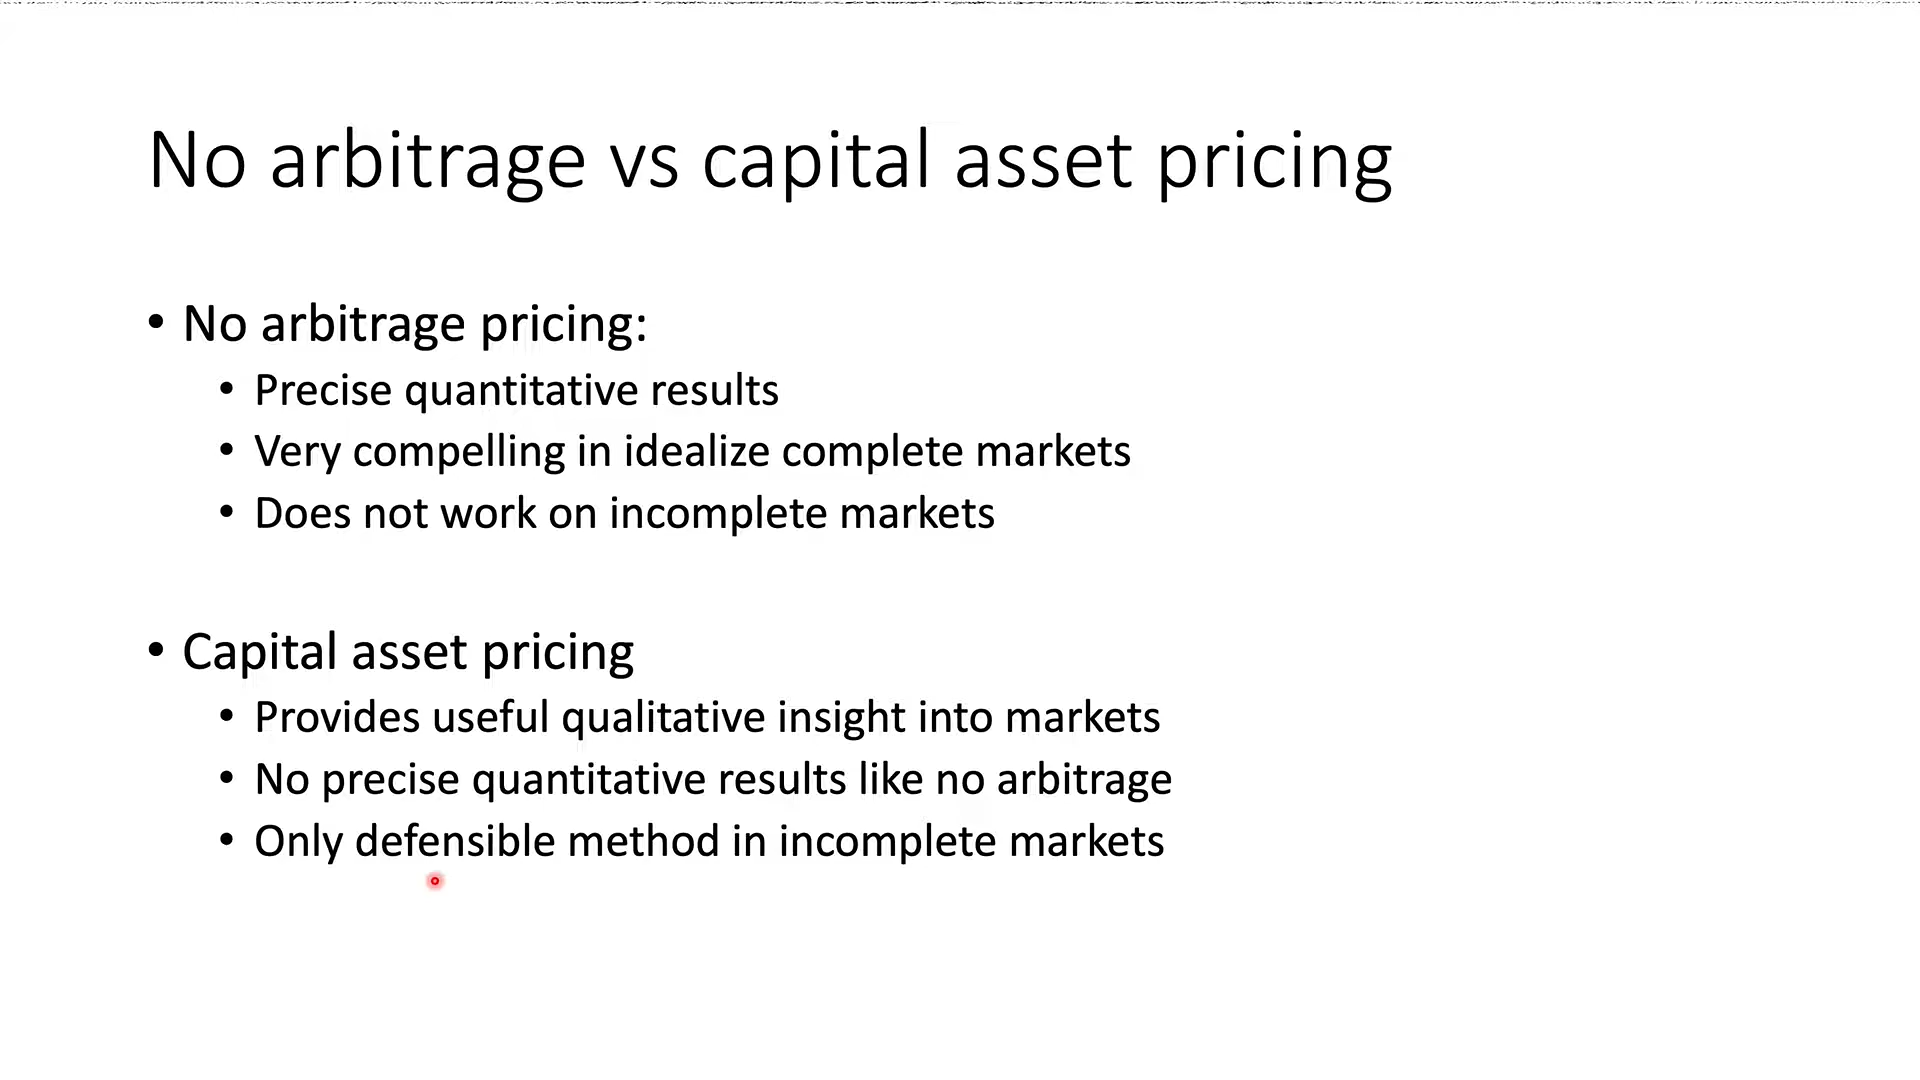 No arbitrage vs capital asset pricing
• No arbitrage pricing:
• Precise quantitative results
• Very compelling in idealize complete markets
• Does not work on incomplete markets
• Capital asset pricing
• Provides useful qualitative insight into markets
• No precise quantitative results like no arbitrage
• Only defensible method in incomplete markets